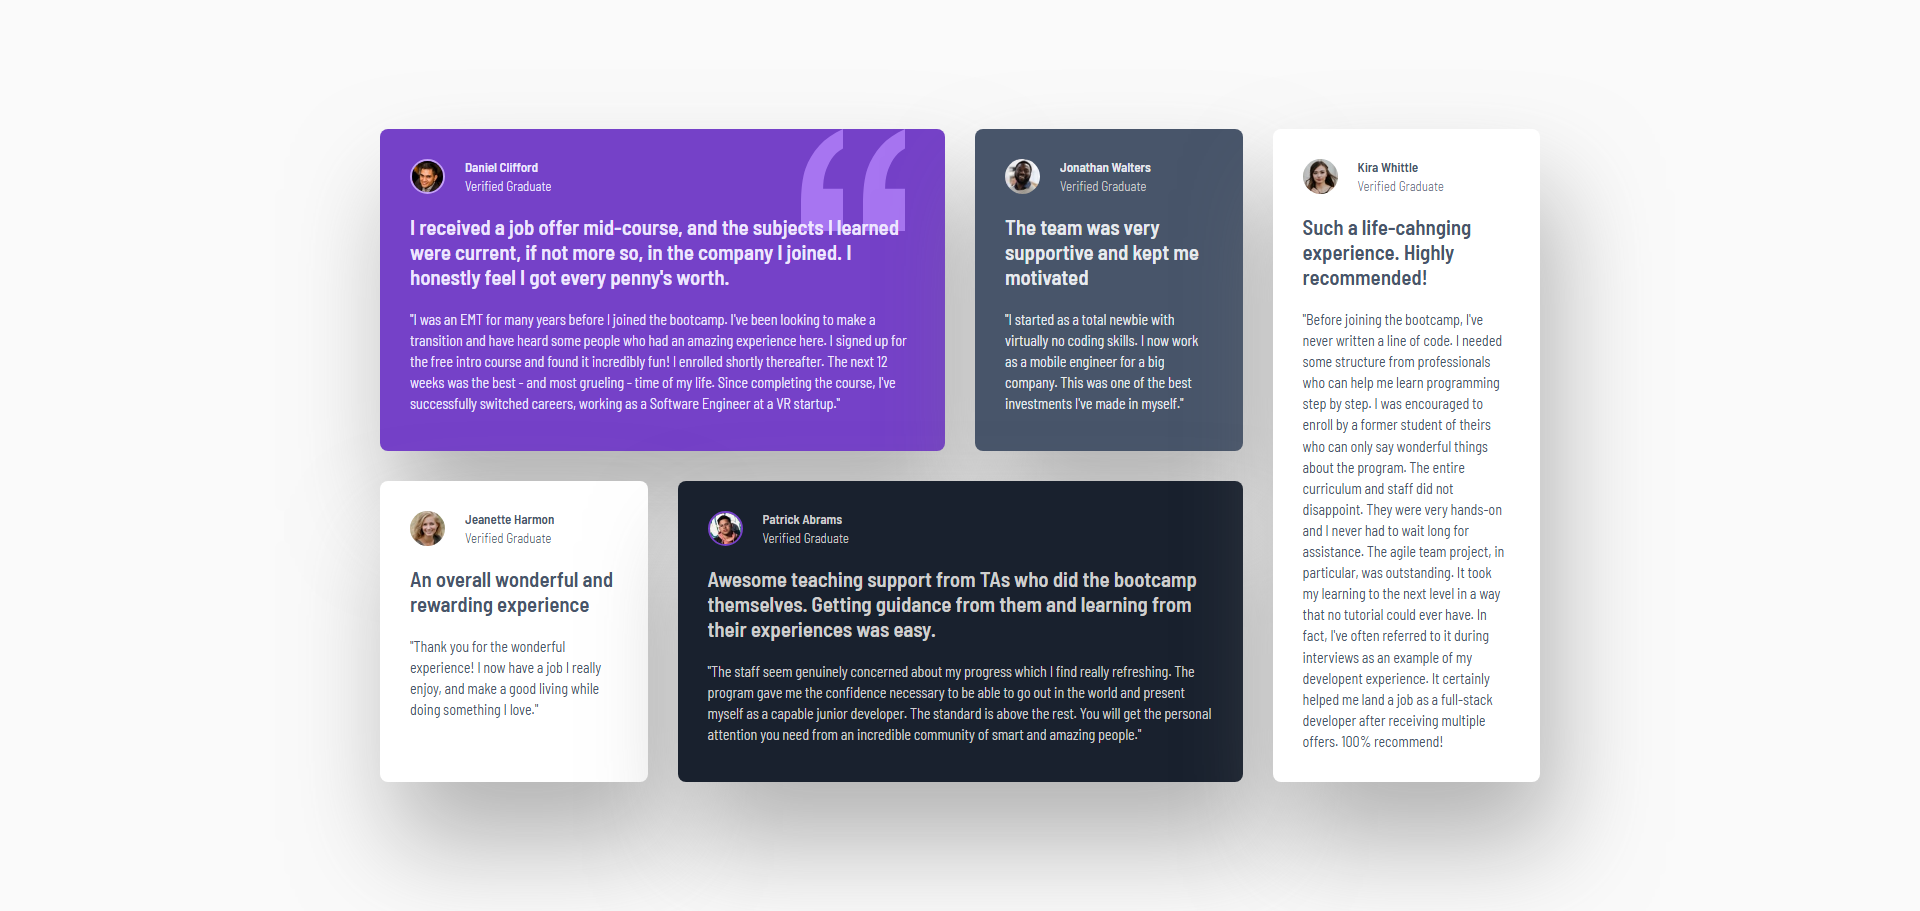 Daniel Clifford
Verified Graduate
I received a job offer mid-course, and the subjects I learned
were current, if not more so, in the company I joined. I
honestly feel I got every penny's worth.
"I was an EMT for many years before I joined the bootcamp. I've been looking to make a
transition and have heard some people who had an amazing experience here. I signed up for
the free intro course and found it incredibly fun! I enrolled shortly thereafter. The next 12
weeks was the best - and most grueling - time of my life. Since completing the course, I've
successfully switched careers, working as a Software Engineer at a VR startup."
Jonathan Walters
Verified Graduate
The team was very
supportive and kept me
motivated
"I started as a total newbie with
virtually no coding skills. I now work
as a mobile engineer for a big
company. This was one of the best
investments I've made in myself."
Kira Whittle
Verified Graduate
Such a life-cahnging
experience. Highly
recommended!
"Before joining the bootcamp, I've
never written a line of code. I needed
some structure from professionals
who can help me learn programming
step by step. I was encouraged to
enroll by a former student of theirs
who can only say wonderful things
about the program. The entire
curriculum and staff did not
disappoint. They were very hands-on
and I never had to wait long for
assistance. The agile team project, in
particular, was outstanding. It took
my learning to the next level in a way
that no tutorial could ever have. In
fact, I've often referred to it during
interviews as an example of my
developent experience. It certainly
helped me land a job as a full-stack
developer after receiving multiple
offers. 100% recommend!
Jeanette Harmon
Verified Graduate
An overall wonderful and
rewarding experience
"Thank you for the wonderful
experience! I now have a job I really
enjoy, and make a good living while
doing something I love."
Patrick Abrams
Verified Graduate
Awesome teaching support from TAs who did the bootcamp
themselves. Getting guidance from them and learning from
their experiences was easy.
"The staff seem genuinely concerned about my progress which I find really refreshing. The
program gave me the confidence necessary to be able to go out in the world and present
myself as a capable junior developer. The standard is above the rest. You will get the personal
attention you need from an incredible community of smart and amazing people."